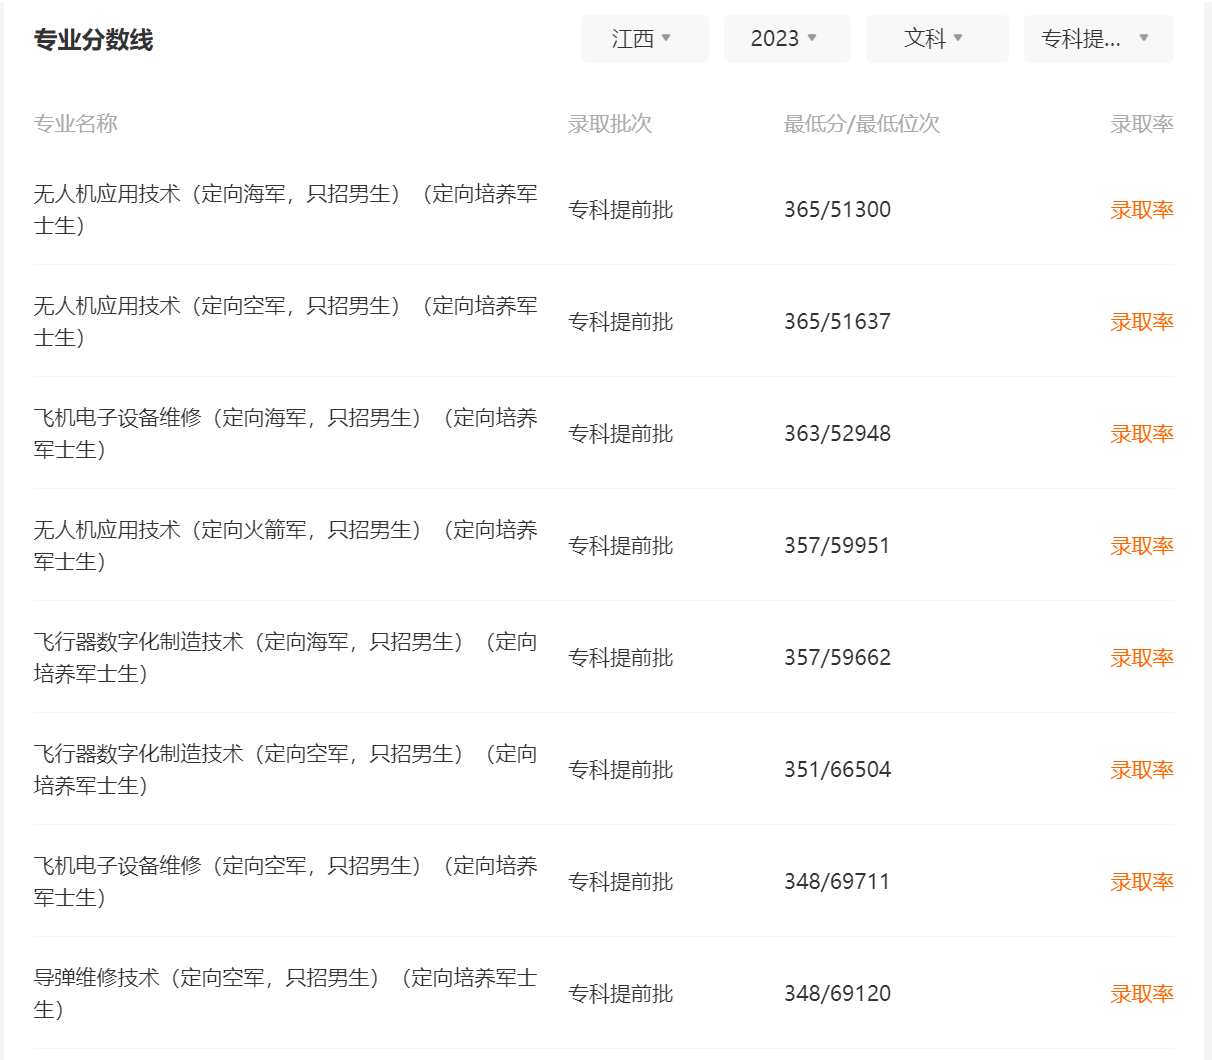 专业分数线 江西 2023 文科 专科提...
专业名称 录取批次 最低分/最低位次 录取率
无人机应用技术（定向海军，只招男生）（定向培养军
士生） 专科提前批 365/51300 录取率
无人机应用技术（定向空军，只招男生）（定向培养军
士生） 专科提前批 365/51637 录取率
飞机电子设备维修（定向海军，只招男生）（定向培养
军士生） 专科提前批 363/52948 录取率
无人机应用技术（定向火箭军，只招男生）（定向培养
军士生） 专科提前批 357/59951 录取率
飞行器数字化制造技术（定向海军，只招男生）（定向
培养军士生） 专科提前批 357/59662 录取率
飞行器数字化制造技术（定向空军，只招男生）（定向
培养军士生） 专科提前批 351/66504 录取率
飞机电子设备维修（定向空军，只招男生）（定向培养
军士生） 专科提前批 348/69711 录取率
导弹维修技术（定向空军，只招男生）（定向培养军士
生） 专科提前批 348/69120 录取率